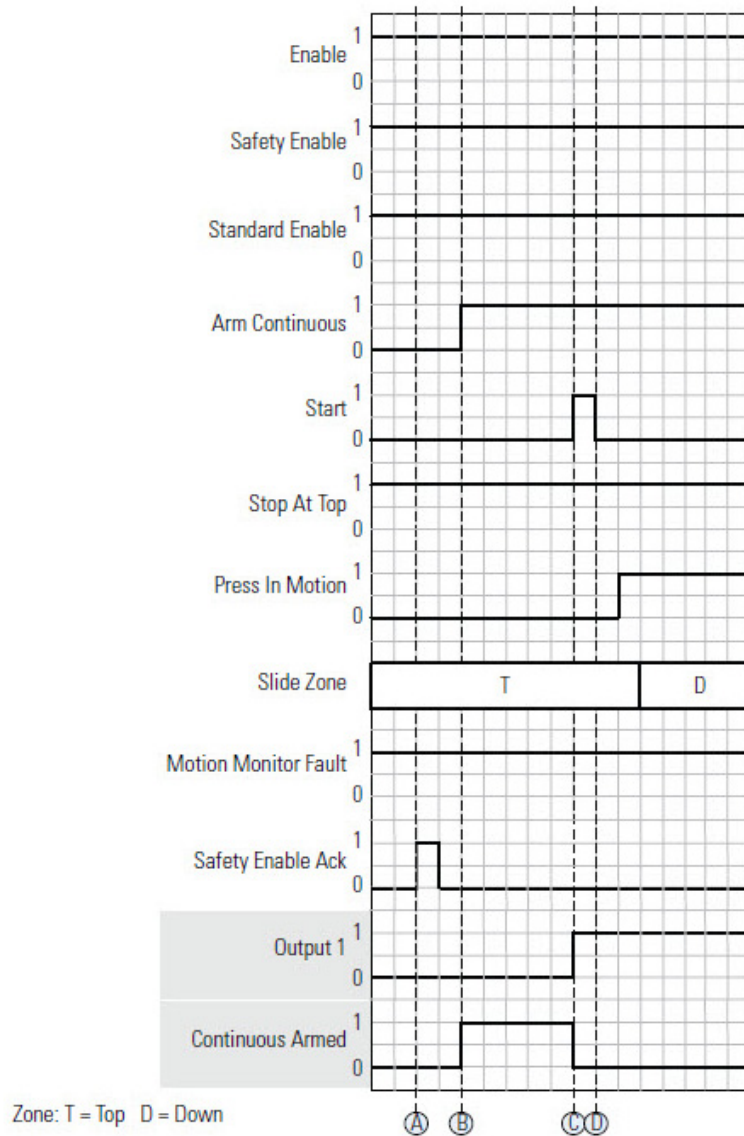 Enable 1
0
Safety Enable 1
0
Standard Enable 1
0
Arm Continuous 1
0
Start 1
0
Stop At Top 1
0
Press In Motion 1
0
Slide Zone T D
Motion Monitor Fault 1
0
Safety Enable Ack 1
0
Output 1 1
0
Continuous Armed 1
0
Zone: T = Top D = Down A B C D